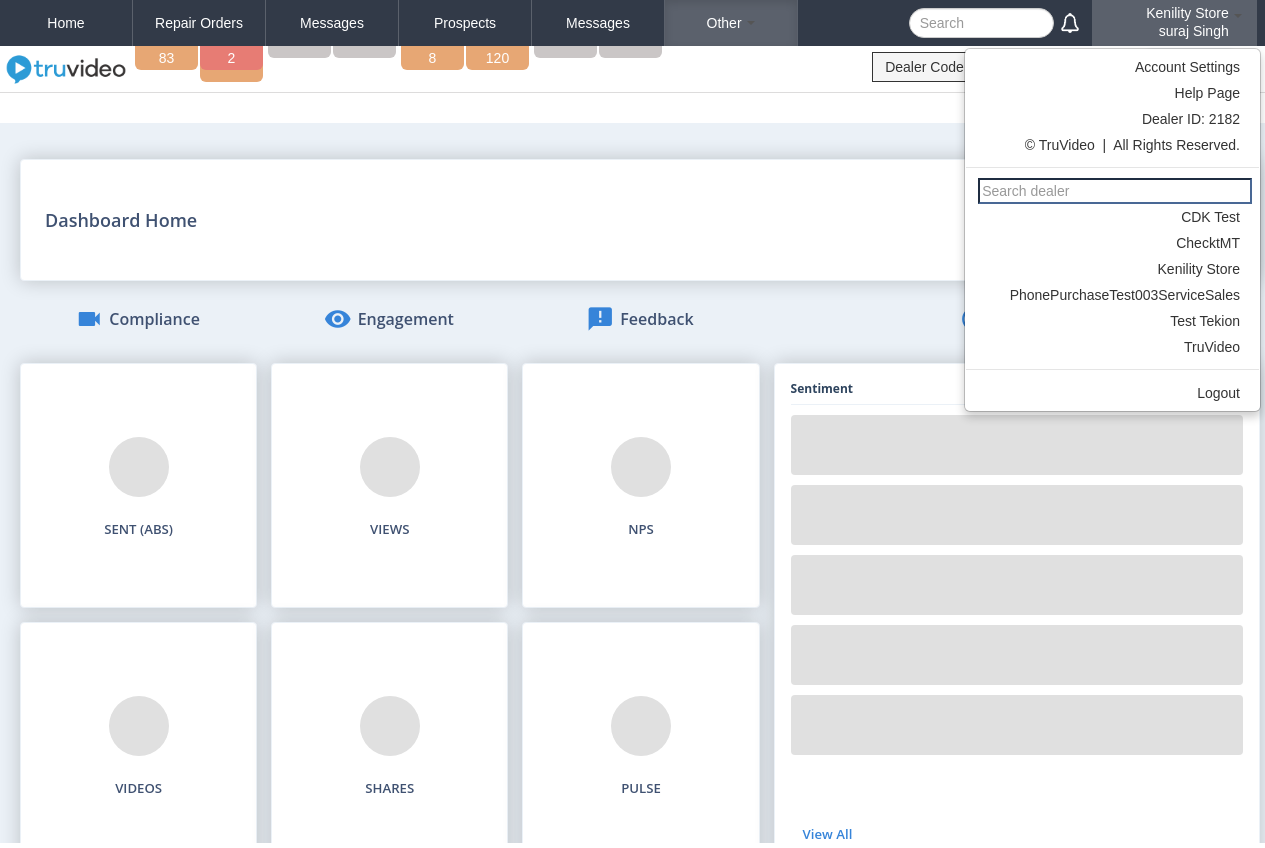 Home
Repair Orders
Messages
Prospects
Messages
Other
Search
Kenility Store
suraj Singh
truvideo
83
2
8
120
Dealer Code
Account Settings
Help Page
Dealer ID: 2182
© TruVideo | All Rights Reserved.
Search dealer
CDK Test
ChecktMT
Kenility Store
PhonePurchaseTest003ServiceSales
Test Tekion
TruVideo
Logout
Dashboard Home
Compliance
Engagement
Feedback
Sentiment
SENT (ABS)
VIEWS
NPS
VIDEOS
SHARES
PULSE
View All